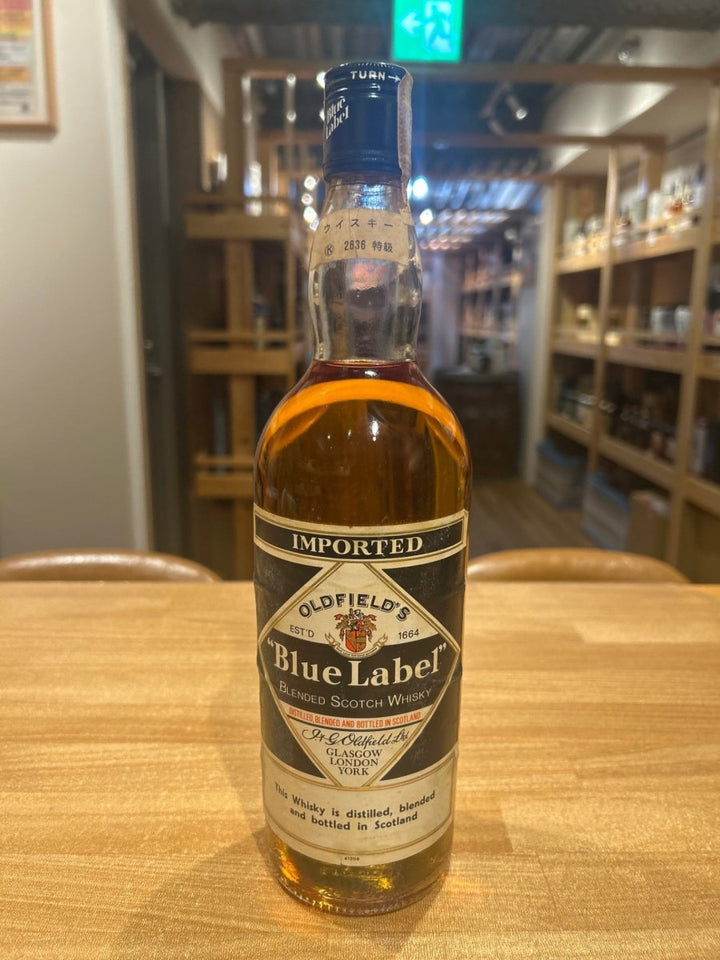 TURN→
Blue
Label
ウイスキー
Ⓚ 2636 特級
IMPORTED
OLDFIELD'S
EST'D 1664
"Blue Label"
BLENDED SCOTCH WHISKY
DISTILLED, BLENDED AND BOTTLED IN SCOTLAND
J. & G. Oldfield Ltd
GLASGOW
LONDON
YORK
This Whisky is distilled, blended
and bottled in Scotland